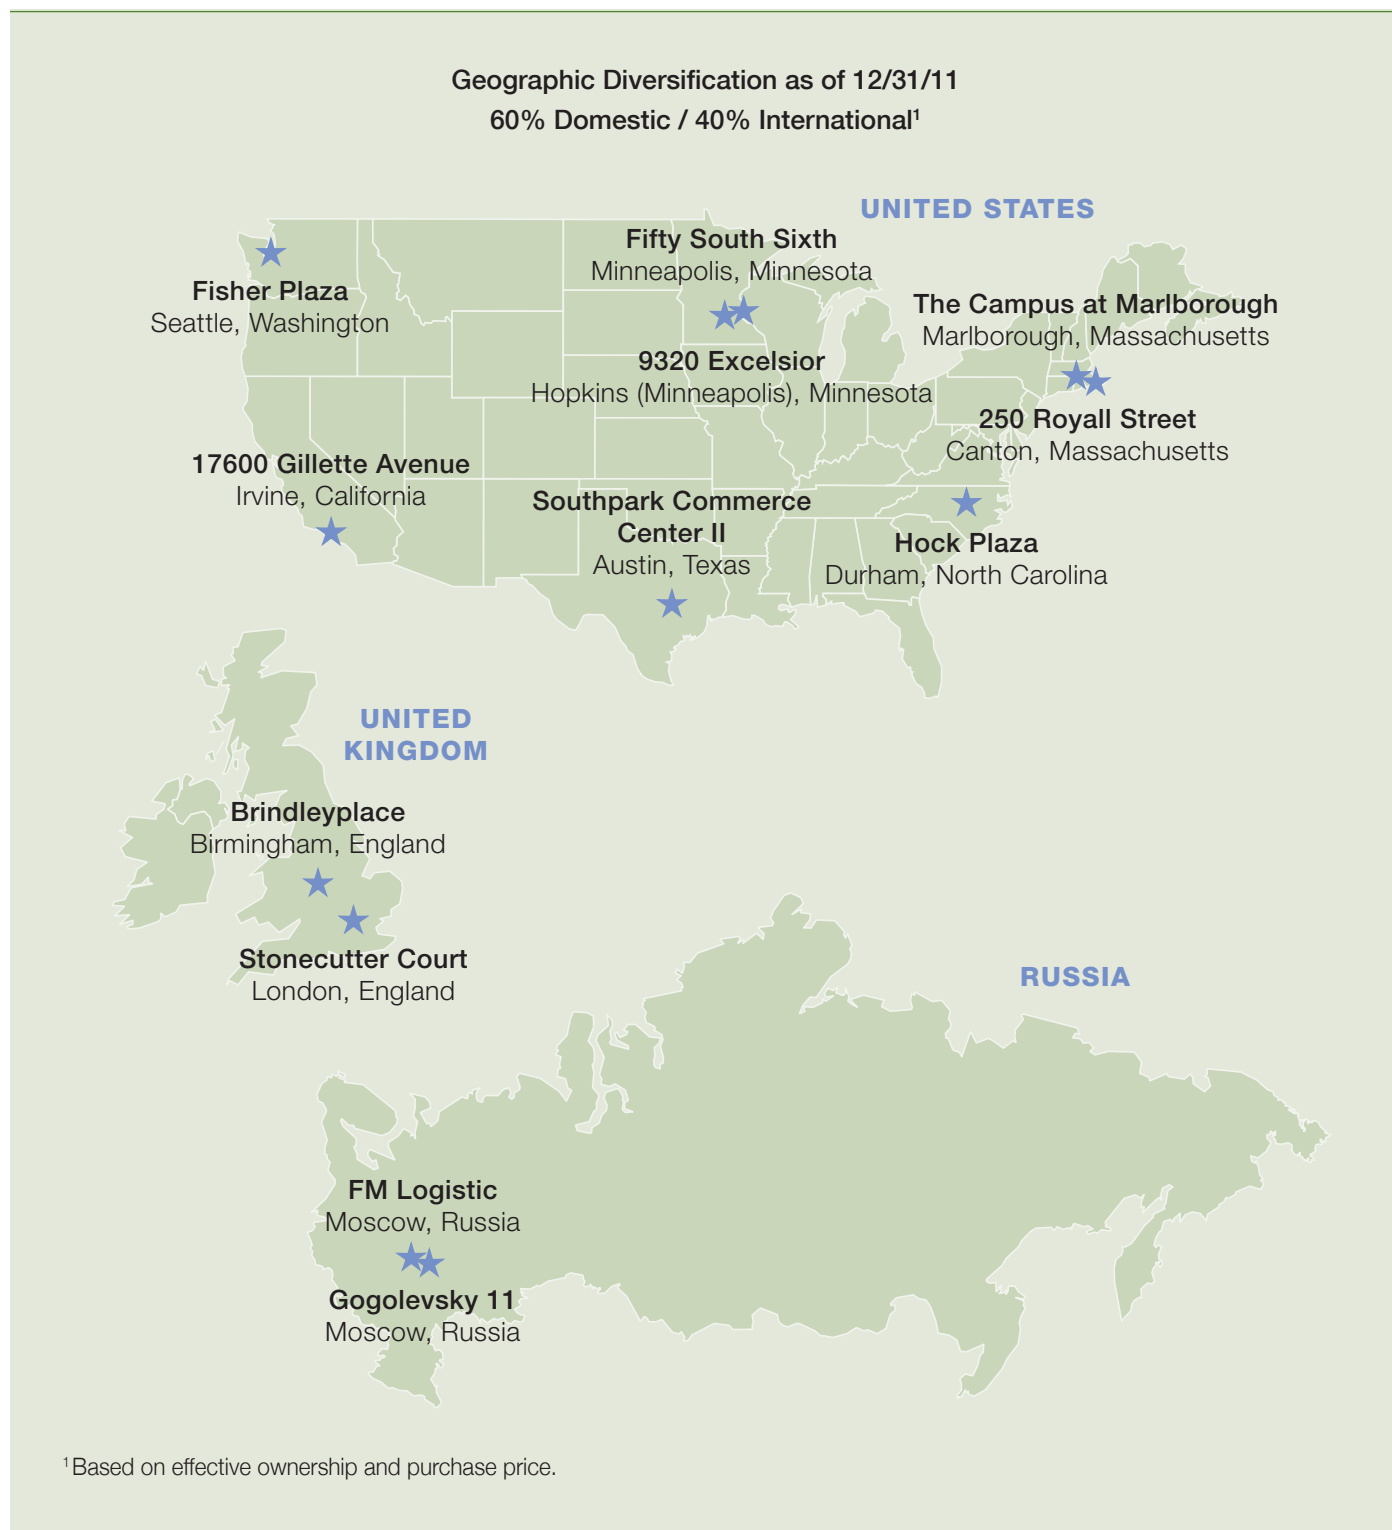 Geographic Diversification as of 12/31/11
60% Domestic / 40% International¹
UNITED STATES
Fifty South Sixth
Minneapolis, Minnesota
Fisher Plaza
Seattle, Washington
The Campus at Marlborough
Marlborough, Massachusetts
9320 Excelsior
Hopkins (Minneapolis), Minnesota
250 Royall Street
Canton, Massachusetts
17600 Gillette Avenue
Irvine, California
Southpark Commerce
Center II
Austin, Texas
Hock Plaza
Durham, North Carolina
UNITED
KINGDOM
Brindleyplace
Birmingham, England
Stonecutter Court
London, England
RUSSIA
FM Logistic
Moscow, Russia
Gogolevsky 11
Moscow, Russia
¹Based on effective ownership and purchase price.